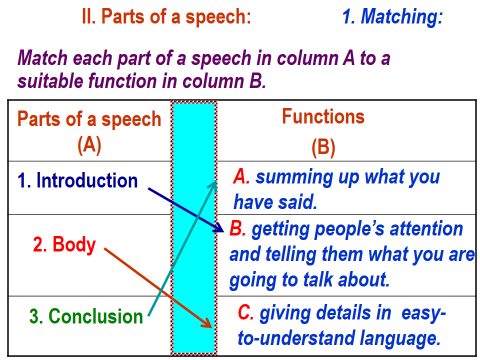 II. Parts of a speech: 1. Matching:
Match each part of a speech in column A to a
suitable function in column B.
Parts of a speech
(A)
Functions
(B)
1. Introduction
A. summing up what you
have said.
2. Body
B. getting people's attention
and telling them what you are
going to talk about.
3. Conclusion
C. giving details in easy-
to-understand language.